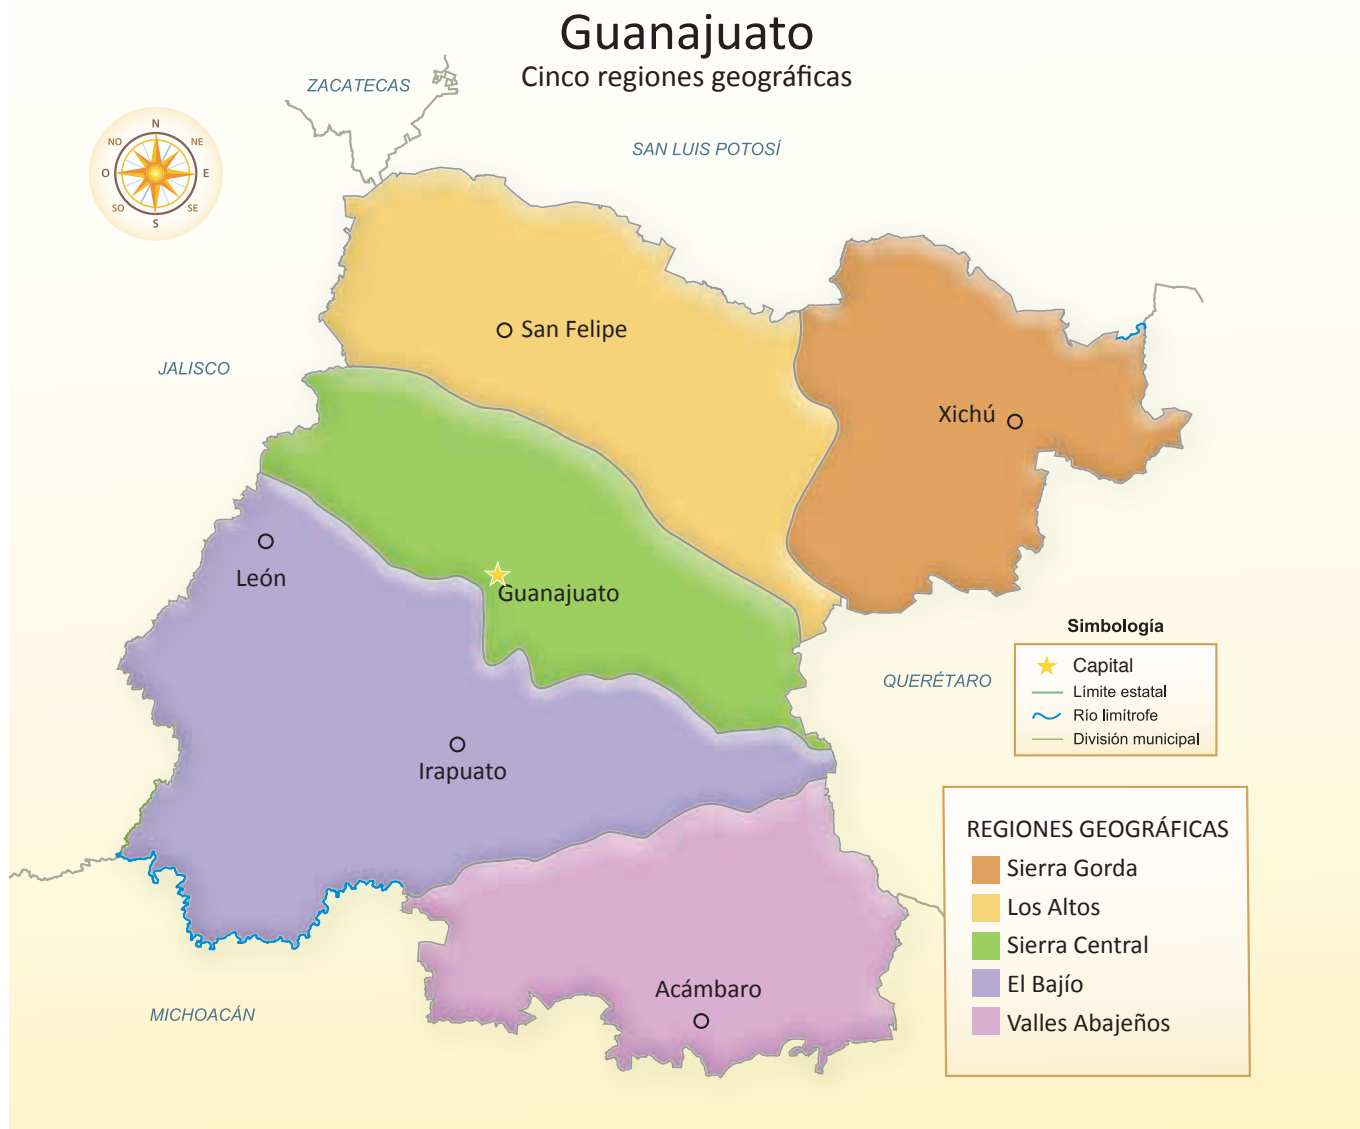 Guanajuato
Cinco regiones geográficas
ZACATECAS
SAN LUIS POTOSÍ
N
NO
NE
O
E
SO
SE
S
San Felipe
JALISCO
Xichú
León
Guanajuato
Simbología
Capital
Límite estatal
Río limítrofe
División municipal
QUERÉTARO
Irapuato
REGIONES GEOGRÁFICAS
Sierra Gorda
Los Altos
Sierra Central
El Bajío
Valles Abajeños
Acámbaro
MICHOACÁN